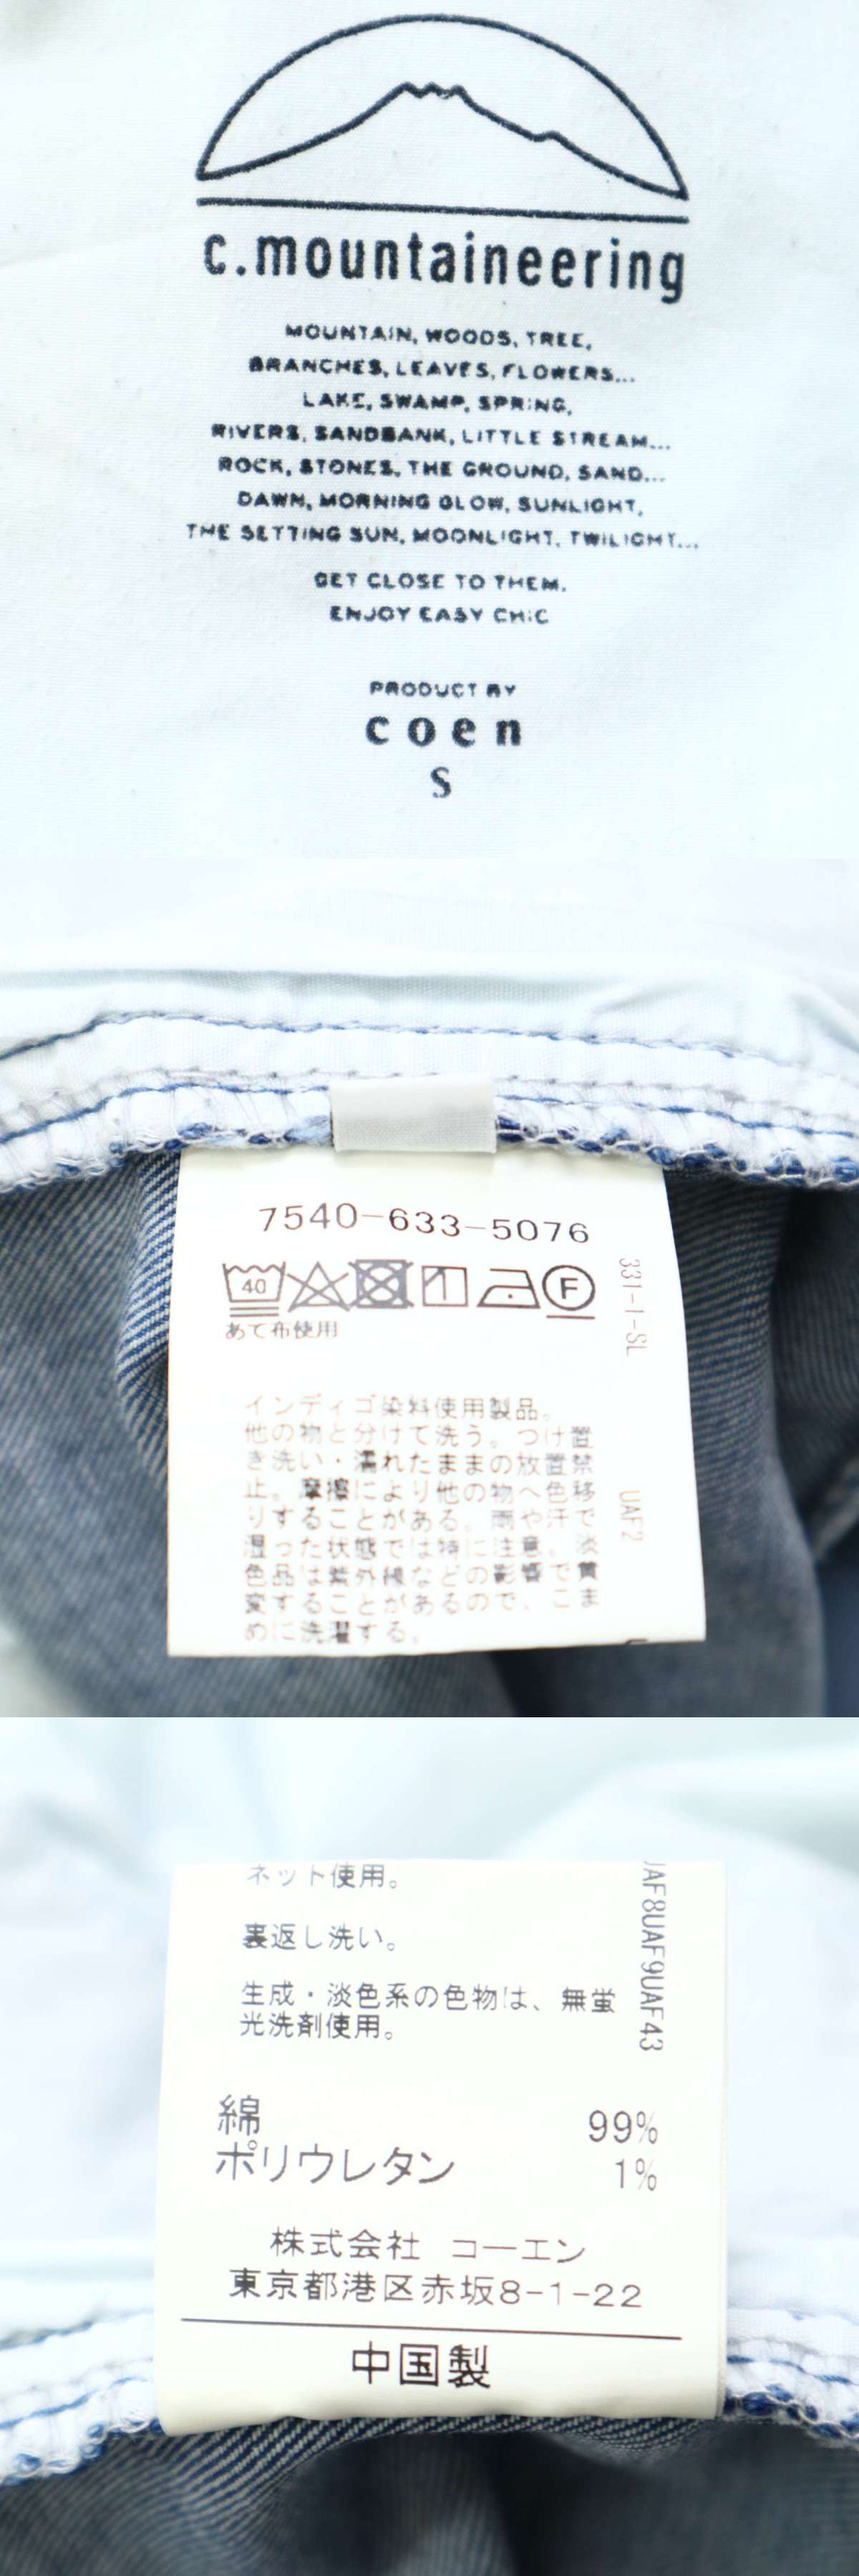 c.mountaineering
MOUNTAIN, WOODS, TREE,
BRANCHES, LEAVES, FLOWERS...
LAKE, SWAMP, SPRING,
RIVERS, SANDBANK, LITTLE STREAM...
ROCK, STONES, THE GROUND, SAND...
DAWN, MORNING GLOW, SUNLIGHT,
THE SETTING SUN, MOONLIGHT, TWILIGHT...
GET CLOSE TO THEM.
ENJOY EASY CHIC
PRODUCT BY
coen
S
7540-633-5076
40
F
あて布使用
331-1-SL
UAF2
インディゴ染料使用製品。
他の物と分けて洗う。つけ置
き洗い・濡れたままの放置禁
止。摩擦により他の物へ色移
りすることがある。雨や汗で
湿った状態では特に注意。淡
色品は紫外線などの影響で黄
変することがあるので、こま
めに洗濯する。
ネット使用。
裏返し洗い。
生成・淡色系の色物は、無蛍
光洗剤使用。
UAF8UAF9UAF43
綿 99%
ポリウレタン 1%
株式会社 コーエン
東京都港区赤坂8-1-22
中国製